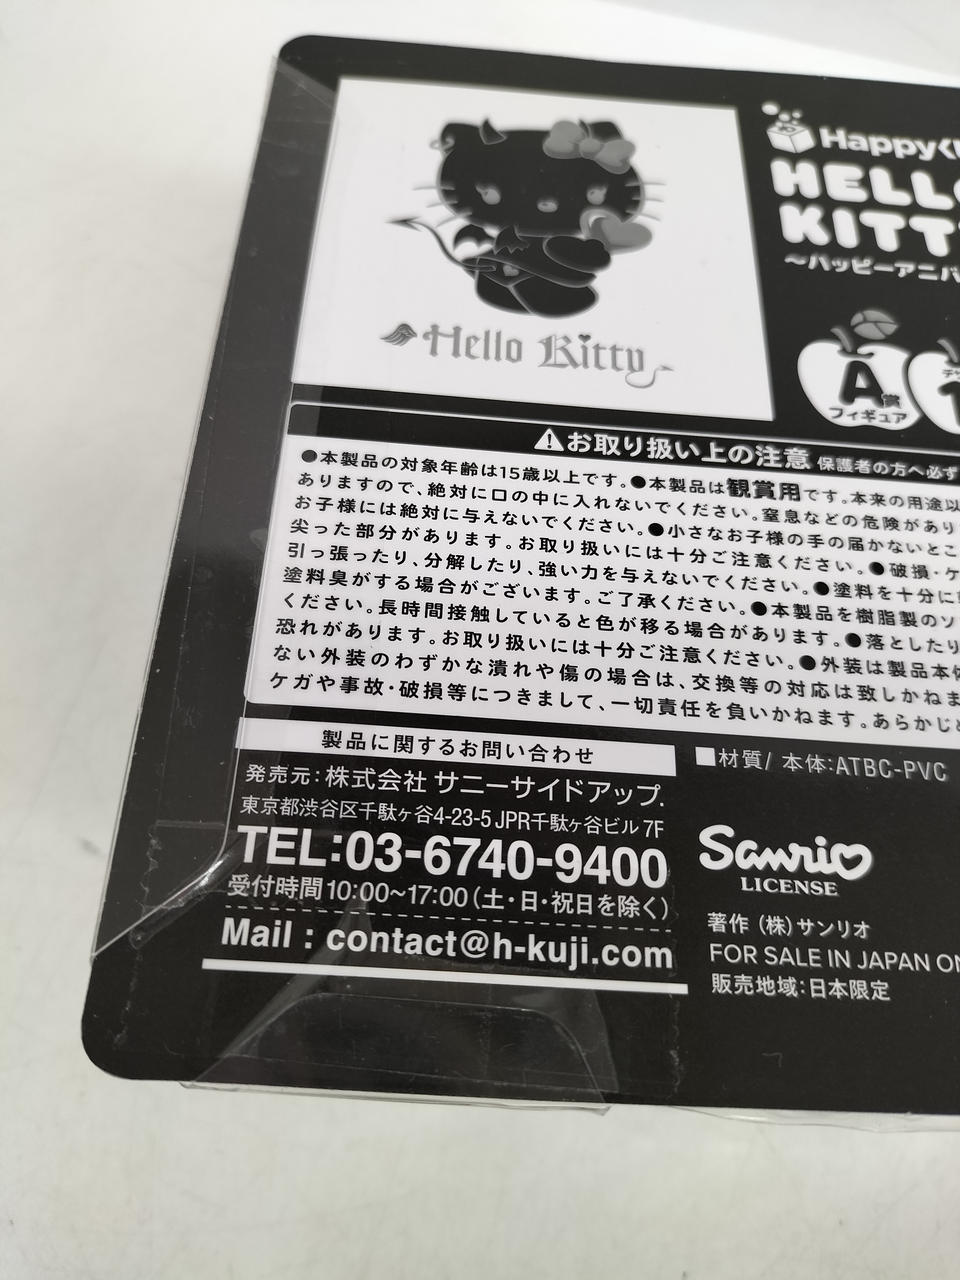 Happyく
HELLO
KITT
〜ハッピーアニバ
Hello Kitty
A賞
フィギュア
⚠お取り扱い上の注意 保護者の方へ必ず
●本製品の対象年齢は15歳以上です。●本製品は観賞用です。本来の用途以
ありますので、絶対に口の中に入れないでください。窒息などの危険があり
お子様には絶対に与えないでください。●小さなお子様の手の届かないとこ
尖った部分があります。お取り扱いには十分ご注意ください。●破損・ケ
引っ張ったり、分解したり、強い力を与えないでください。●塗料を十分に
塗料臭がする場合がございます。ご了承ください。●本製品を樹脂製のソ
ください。長時間接触していると色が移る場合があります。●落としたり
恐れがあります。お取り扱いには十分ご注意ください。●外装は製品本体
ない外装のわずかな潰れや傷の場合は、交換等の対応は致しかねま
ケガや事故・破損等につきまして、一切責任を負いかねます。あらかじ
製品に関するお問い合わせ
発売元：株式会社 サニーサイドアップ.
東京都渋谷区千駄ヶ谷4-23-5 JPR千駄ヶ谷ビル 7F
TEL:03-6740-9400
受付時間10:00~17:00（土・日・祝日を除く）
Mail : contact@h-kuji.com
■材質/ 本体:ATBC-PVC
Sanrio
LICENSE
著作 （株）サンリオ
FOR SALE IN JAPAN ON
販売地域:日本限定